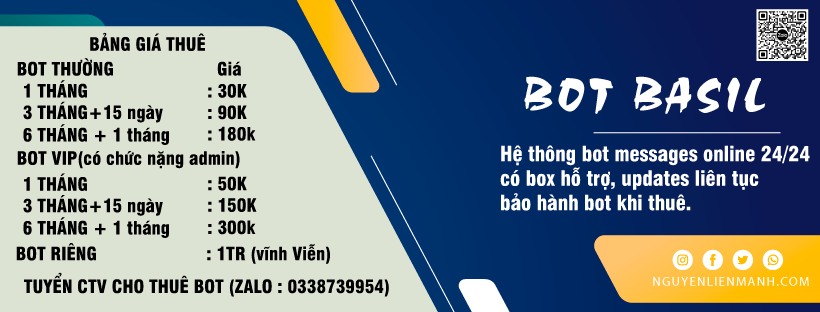 BẢNG GIÁ THUÊ
BOT THƯỜNG Giá
1 THÁNG : 30K
3 THÁNG+15 ngày : 90K
6 THÁNG + 1 tháng : 180k
BOT VIP(có chức nặng admin)
1 THÁNG : 50K
3 THÁNG+15 ngày : 150K
6 THÁNG + 1 tháng : 300k
BOT RIÊNG : 1TR (vĩnh Viễn)
TUYỂN CTV CHO THUÊ BOT (ZALO : 0338739954)
BOT BASIL
Hệ thông bot messages online 24/24
có box hỗ trợ, updates liên tục
bảo hành bot khi thuê.
NGUYENLIENMANH.COM